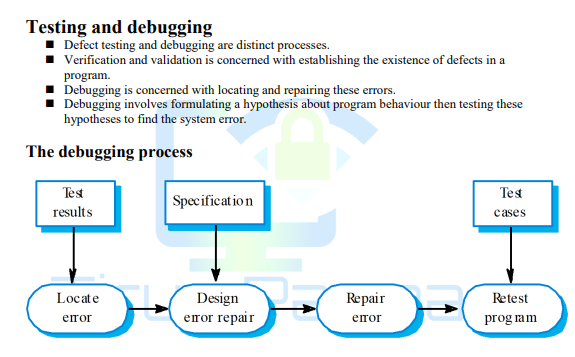 Testing and debugging
■ Defect testing and debugging are distinct processes.
■ Verification and validation is concerned with establishing the existence of defects in a
program.
■ Debugging is concerned with locating and repairing these errors.
■ Debugging involves formulating a hypothesis about program behaviour then testing these
hypotheses to find the system error.
The debugging process
Test
results
Specification
Test
cases
Locate
error
Design
error repair
Repair
error
Retest
program